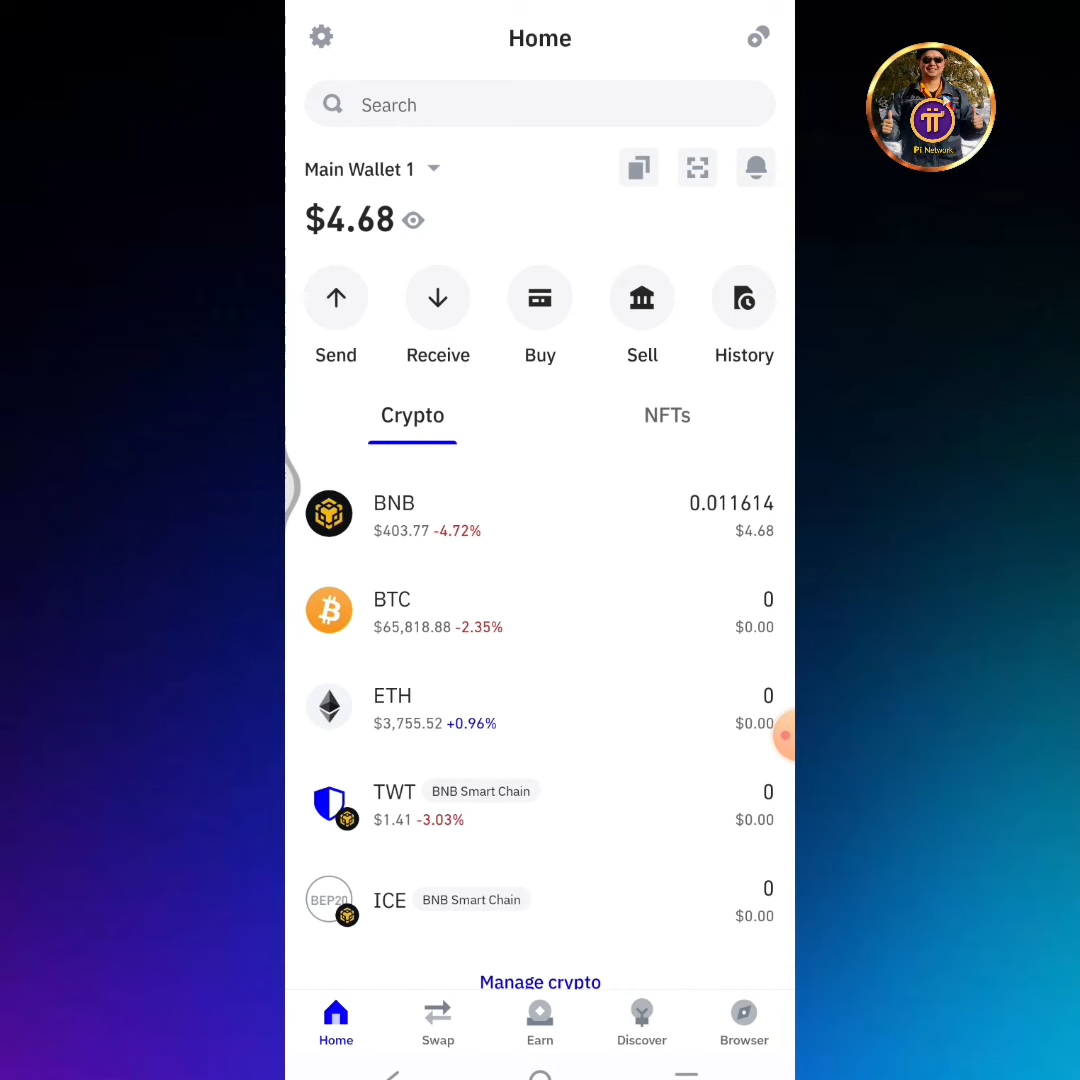 Home
Search
Pi Network
Main Wallet 1
$4.68
Send Receive Buy Sell History
Crypto NFTs
BNB 0.011614
$403.77 -4.72% $4.68
BTC 0
$65,818.88 -2.35% $0.00
ETH 0
$3,755.52 +0.96% $0.00
TWT BNB Smart Chain 0
$1.41 -3.03% $0.00
BEP20 ICE BNB Smart Chain 0
$0.00
Manage crypto
Home Swap Earn Discover Browser